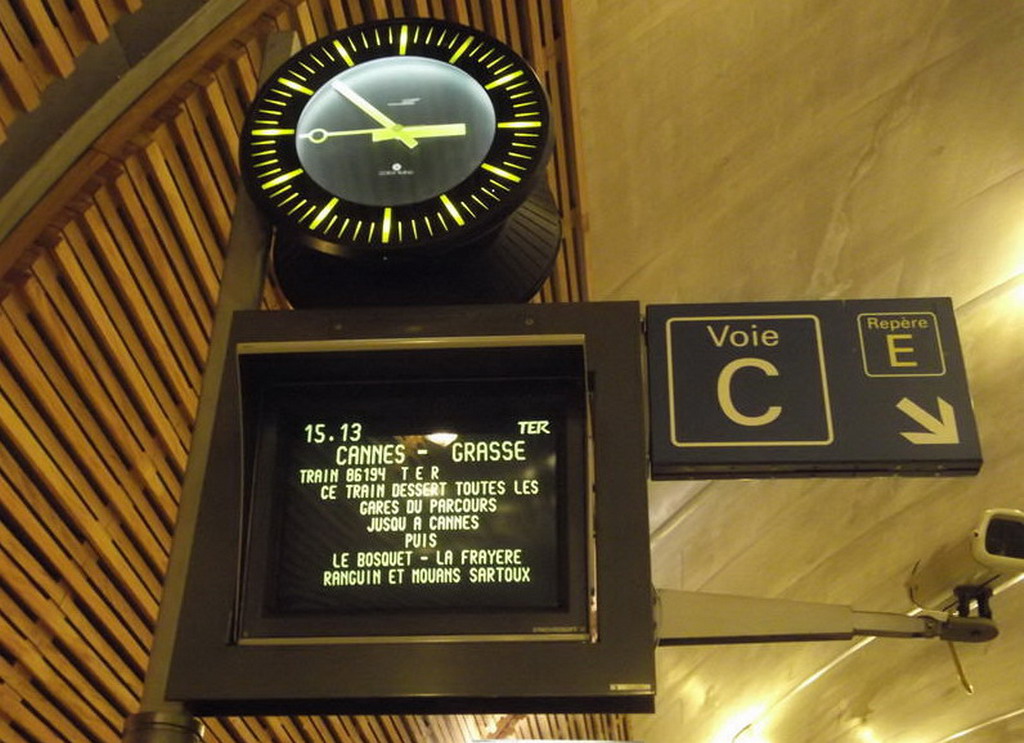 15.13 TER
CANNES - GRASSE
TRAIN 86194 T E R
CE TRAIN DESSERT TOUTES LES
GARES DU PARCOURS
JUSQU A CANNES
PUIS
LE BOSQUET - LA FRAYERE
RANGUIN ET MOUANS SARTOUX
Voie
C
Repère
E